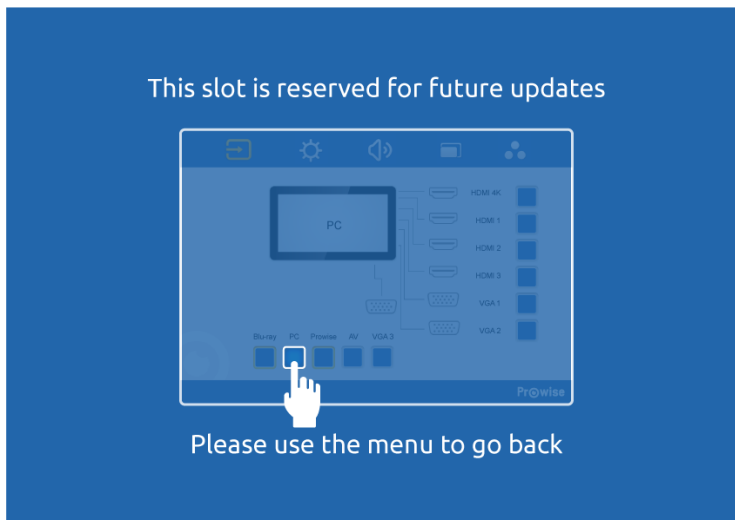 This slot is reserved for future updates
HDMI 4K
PC
HDMI 1
HDMI 2
HDMI 3
VGA 1
VGA 2
Blu-ray PC Prowise AV VGA 3
Prowise
Please use the menu to go back